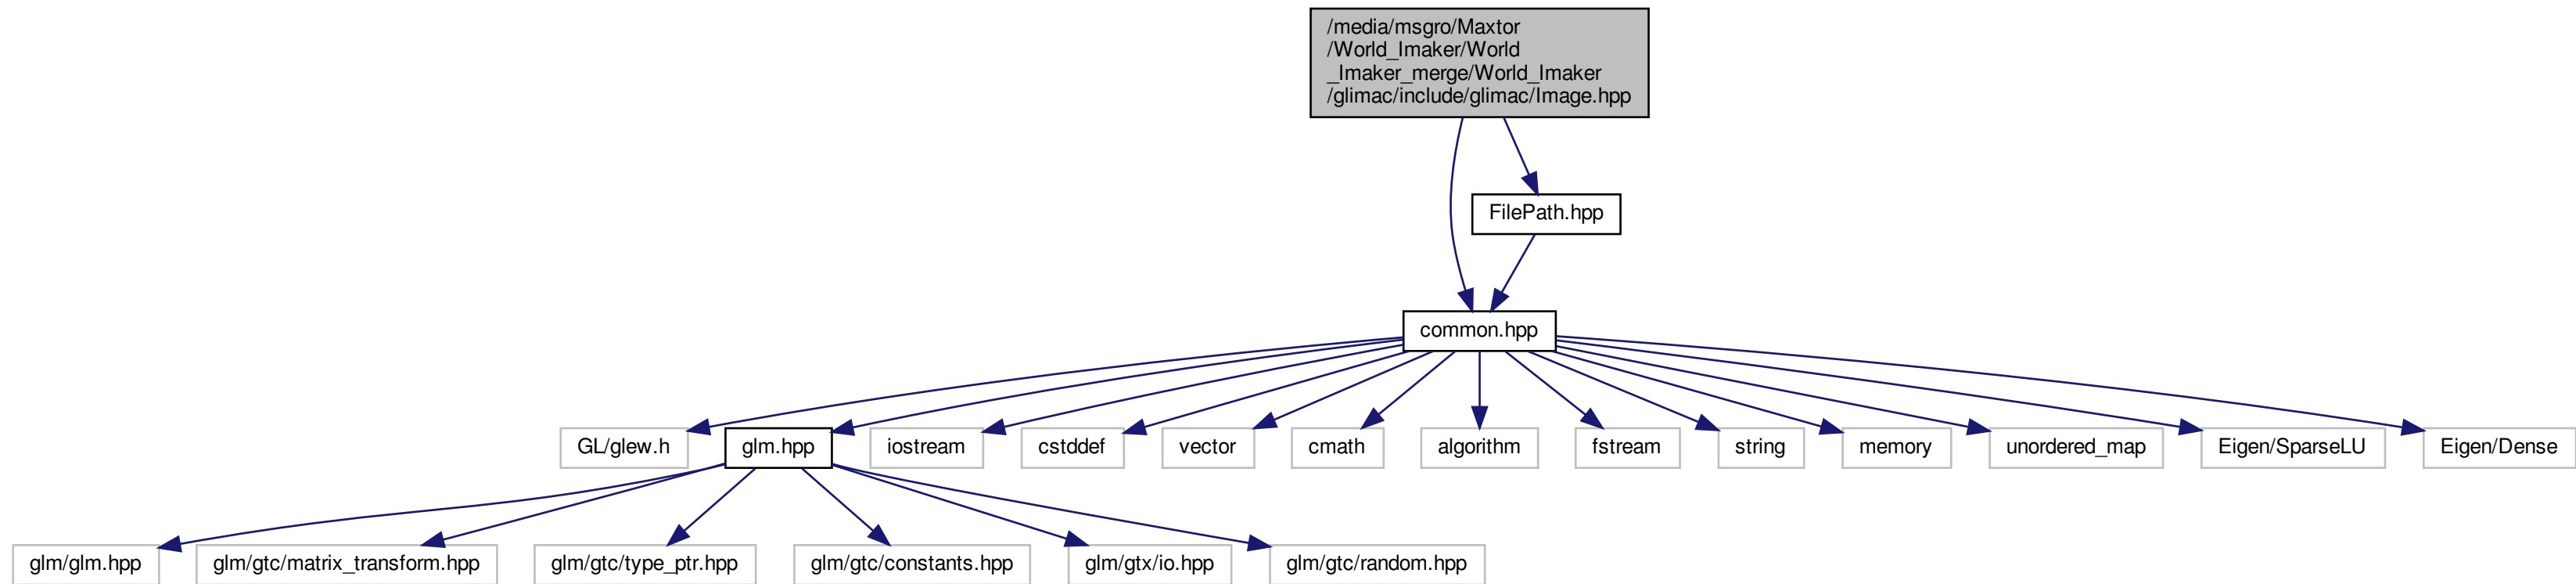 /media/msgro/Maxtor
/World_Imaker/World
_Imaker_merge/World_Imaker
/glimac/include/glimac/Image.hpp
FilePath.hpp
common.hpp
GL/glew.h
glm.hpp
iostream
cstddef
vector
cmath
algorithm
fstream
string
memory
unordered_map
Eigen/SparseLU
Eigen/Dense
glm/glm.hpp
glm/gtc/matrix_transform.hpp
glm/gtc/type_ptr.hpp
glm/gtc/constants.hpp
glm/gtx/io.hpp
glm/gtc/random.hpp